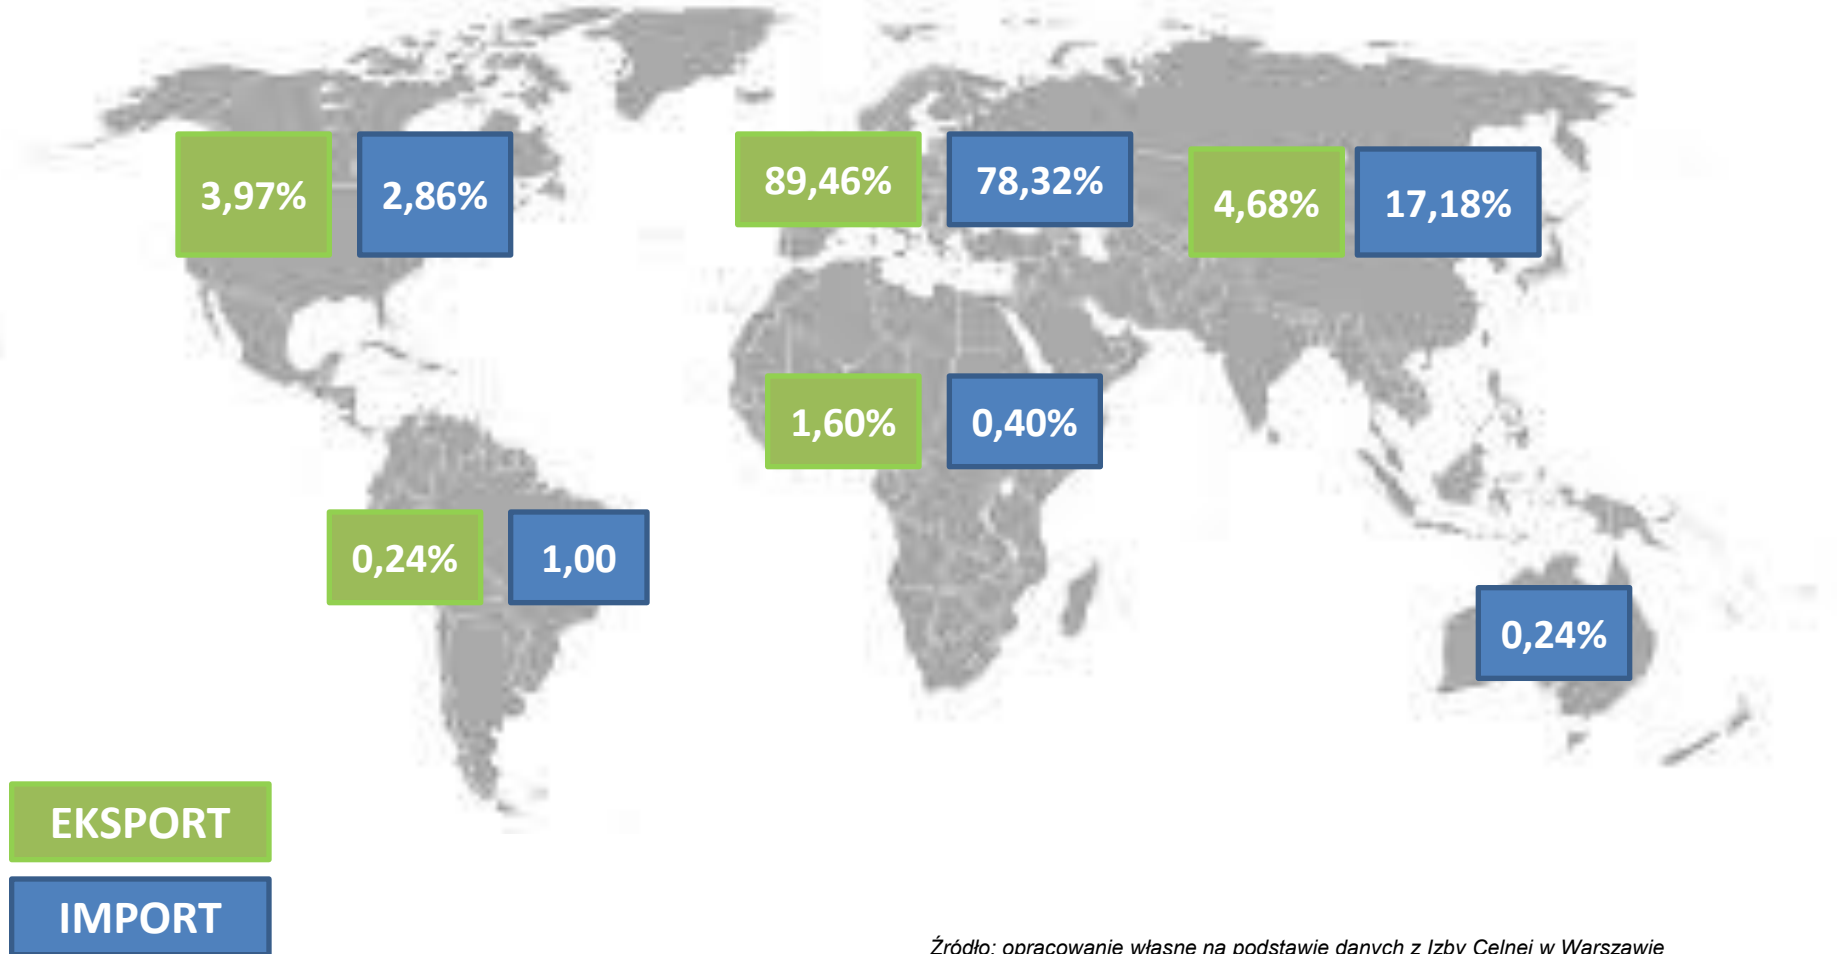 3,97% 2,86% 89,46% 78,32% 4,68% 17,18%
1,60% 0,40%
0,24% 1,00
0,24%
EKSPORT
IMPORT
Źródło: opracowanie własne na podstawie danych z Izby Celnej w Warszawie